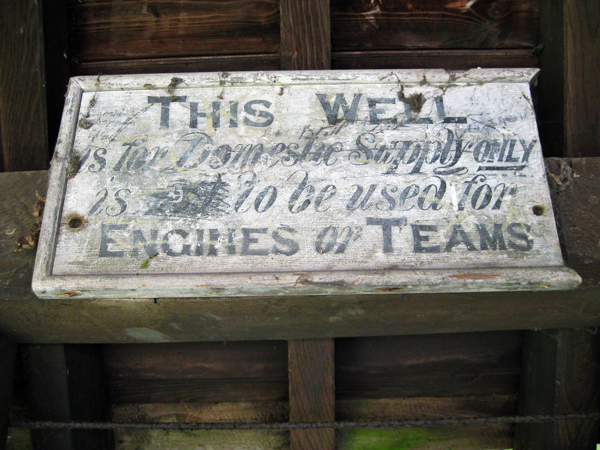 THIS WELL
is for Domestic Supply ONLY
is to be used for
ENGINES or TEAMS